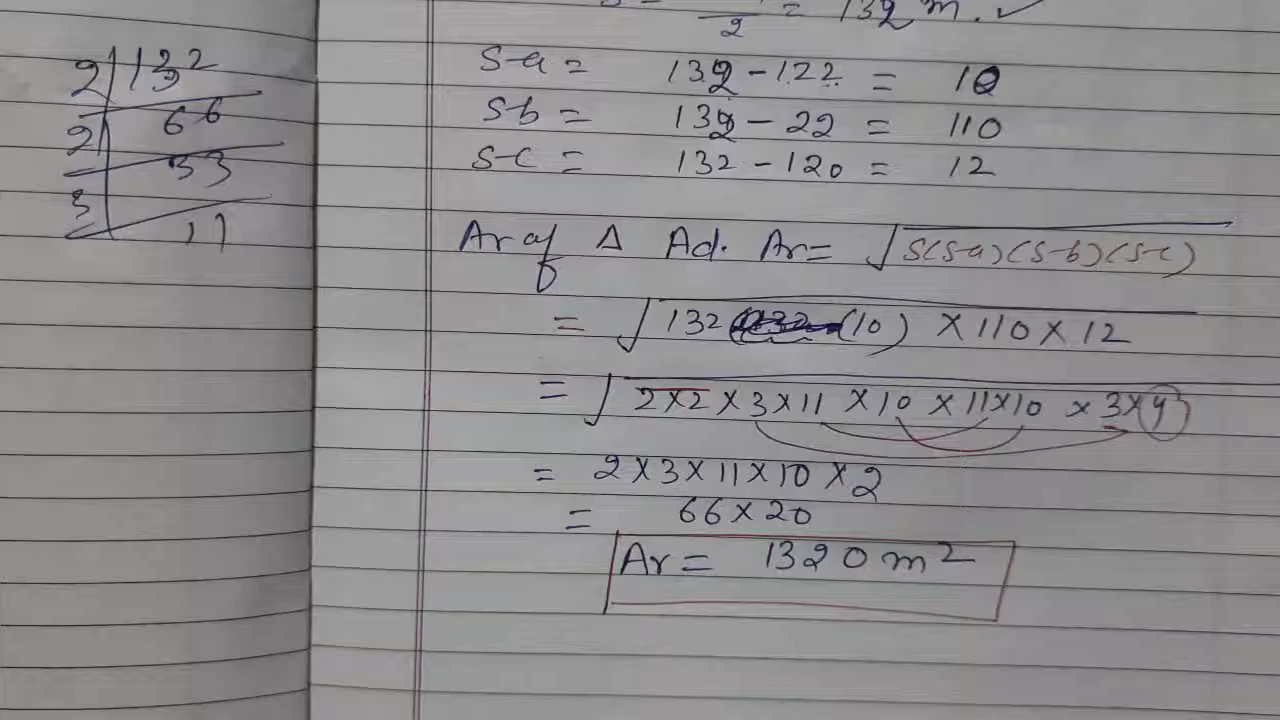 2 = 132 m. ✓
2 | 132
2 | 66
3 | 33
11
S-a = 132 - 122 = 10
S-b = 132 - 22 = 110
S-c = 132 - 120 = 12
Ar of Δ Ad. Ar = √S(S-a)(S-b)(S-c)
= √132 (10) × 110 × 12
= √2×2 × 3×11 × 10 × 11×10 × 3×4
= 2×3×11×10×2
= 66×20
Ar = 1320 m²